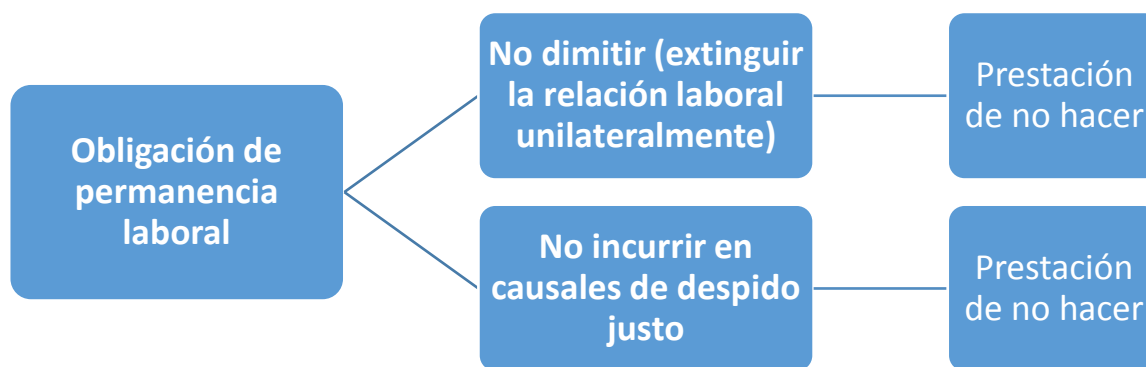 Obligación de
permanencia
laboral
No dimitir (extinguir
la relación laboral
unilateralmente)
Prestación
de no hacer
No incurrir en
causales de despido
justo
Prestación
de no hacer